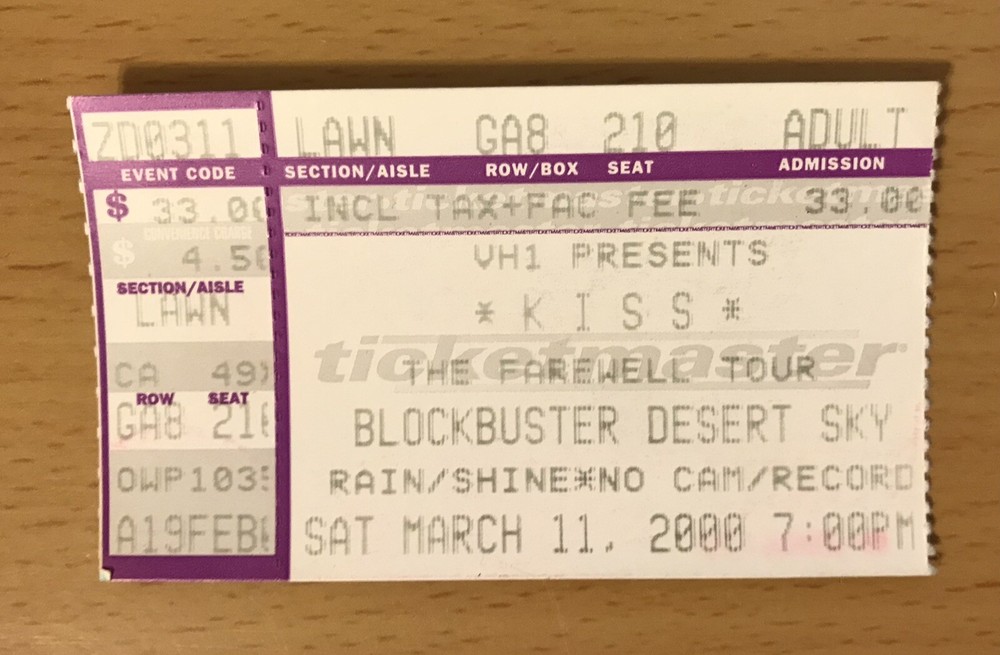 ZD0311 LAWN GA8 210 ADULT
EVENT CODE SECTION/AISLE ROW/BOX SEAT ADMISSION
$ 33.00 INCL TAX+FAC FEE 33.00
CONVENIENCE CHARGE
$ 4.50 VH1 PRESENTS
SECTION/AISLE
LAWN * K I S S *
ticketmaster
CA 49X THE FAREWELL TOUR
ROW SEAT
GA8 210 BLOCKBUSTER DESERT SKY
OWP1035 RAIN/SHINE*NO CAM/RECORD
A19FEB SAT MARCH 11, 2000 7:00PM